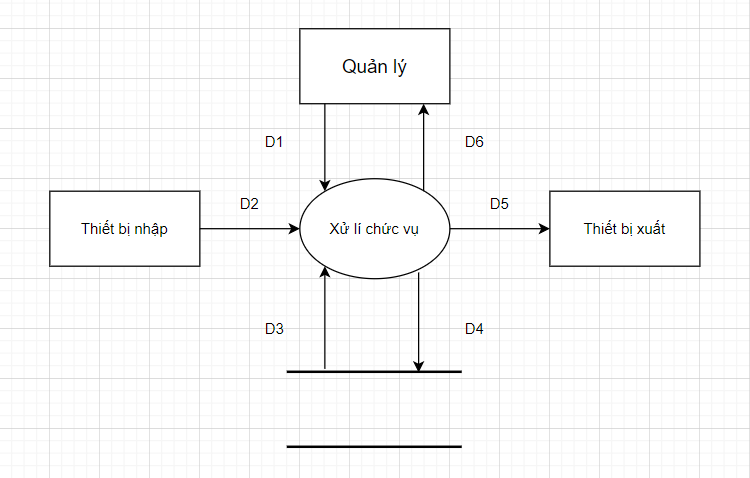 Quản lý
D1
D6
D2
D5
Thiết bị nhập
Xử lí chức vụ
Thiết bị xuất
D3
D4